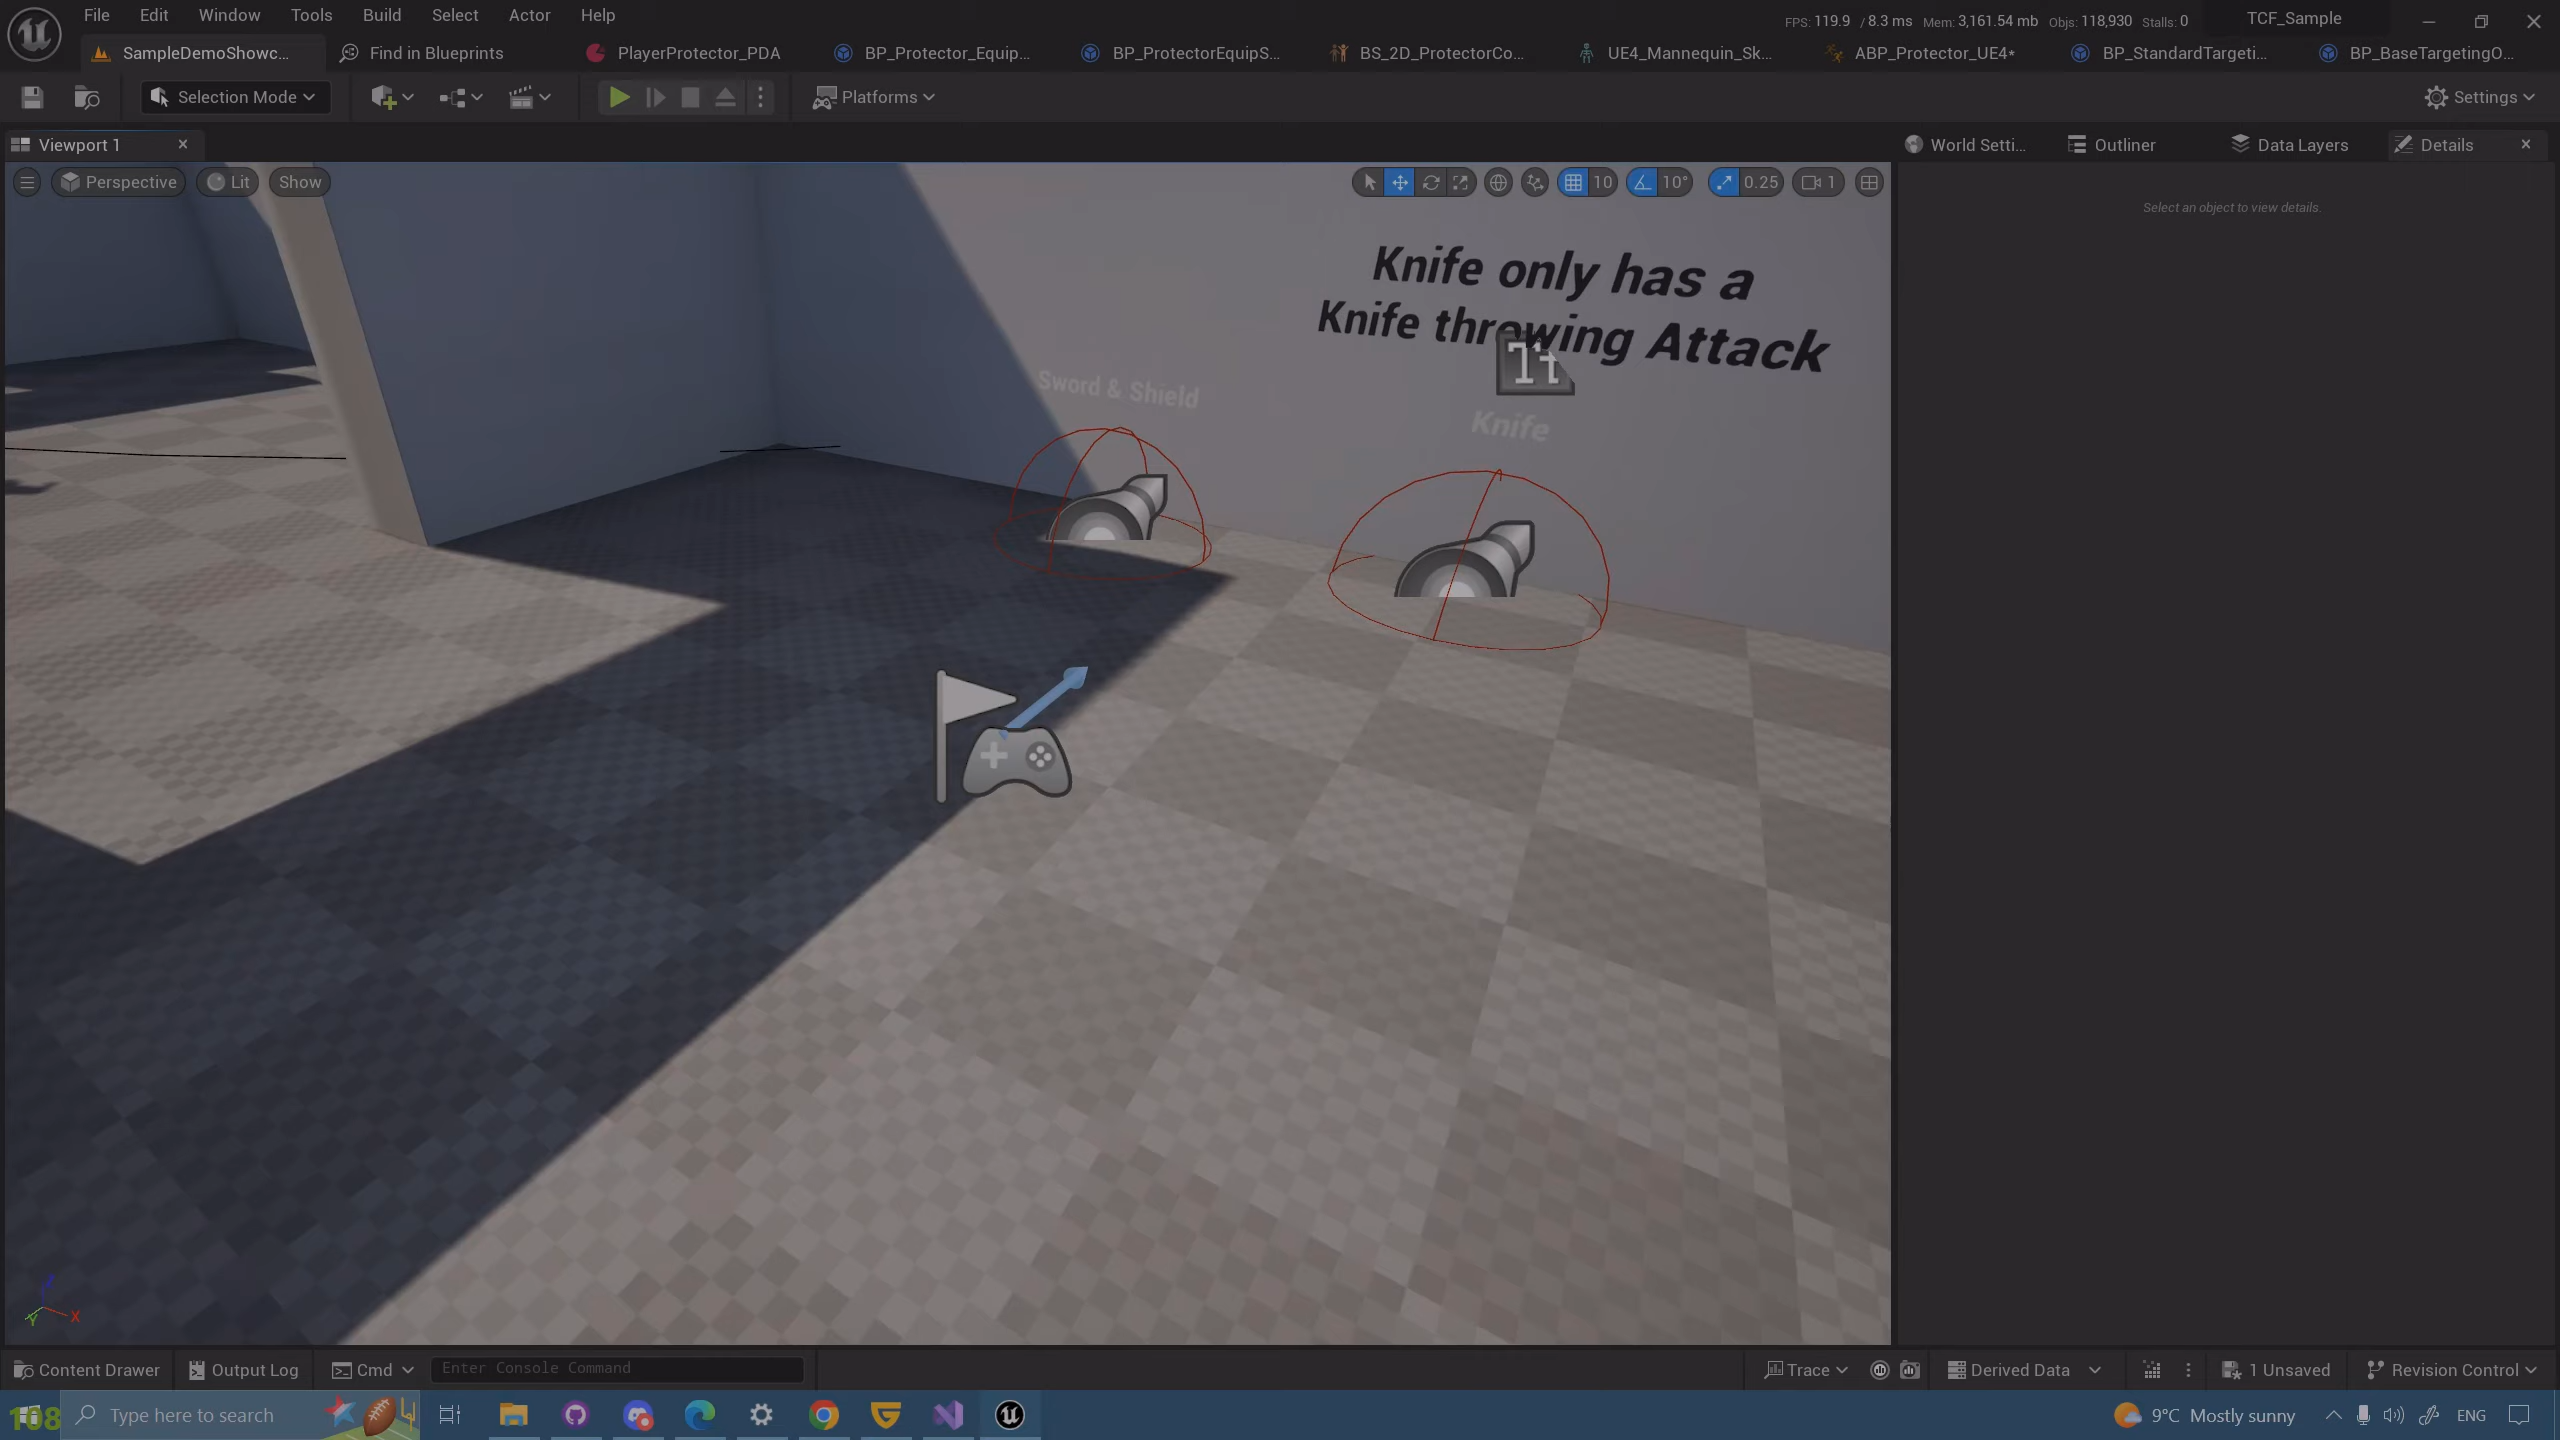 File Edit Window Tools Build Select Actor Help
FPS: 119.9 / 8.3 ms Mem: 3,161.54 mb Objs: 118,930 Stalls: 0
TCF_Sample
SampleDemoShowc...
Find in Blueprints
PlayerProtector_PDA
BP_Protector_Equip...
BP_ProtectorEquipS...
BS_2D_ProtectorCo...
UE4_Mannequin_Sk...
ABP_Protector_UE4*
BP_StandardTargeti...
BP_BaseTargetingO...
Selection Mode
Platforms
Settings
Viewport 1
World Setti...
Outliner
Data Layers
Details
Perspective
Lit
Show
10
10°
0.25
1
Select an object to view details.
Knife only has a
Knife throwing Attack
Sword & Shield
Knife
Z
X
Y
Content Drawer
Output Log
Cmd
Enter Console Command
Trace
Derived Data
1 Unsaved
Revision Control
108
Type here to search
9°C Mostly sunny
ENG